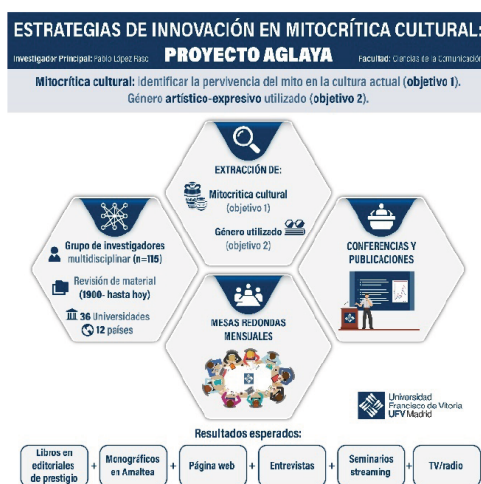 ESTRATEGIAS DE INNOVACIÓN EN MITOCRÍTICA CULTURAL:
PROYECTO AGLAYA
Investigador Principal: Pablo López Raso
Facultad: Ciencias de la Comunicación
Mitocrítica cultural: Identificar la pervivencia del mito en la cultura actual (objetivo 1).
Género artístico-expresivo utilizado (objetivo 2).
EXTRACCIÓN DE:
Mitocrítica cultural
(objetivo 1)
Género utilizado
(objetivo 2)
Grupo de investigadores
multidisciplinar (n=115)
Revisión de material
(1900- hasta hoy)
36 Universidades
12 países
CONFERENCIAS Y
PUBLICACIONES
MESAS REDONDAS
MENSUALES
Universidad
Francisco de Vitoria
UFV Madrid
Resultados esperados:
Libros en
editoriales
de prestigio
+
Monográficos
en Amaltea
+
Página web
+
Entrevistas
+
Seminarios
streaming
+
TV/radio